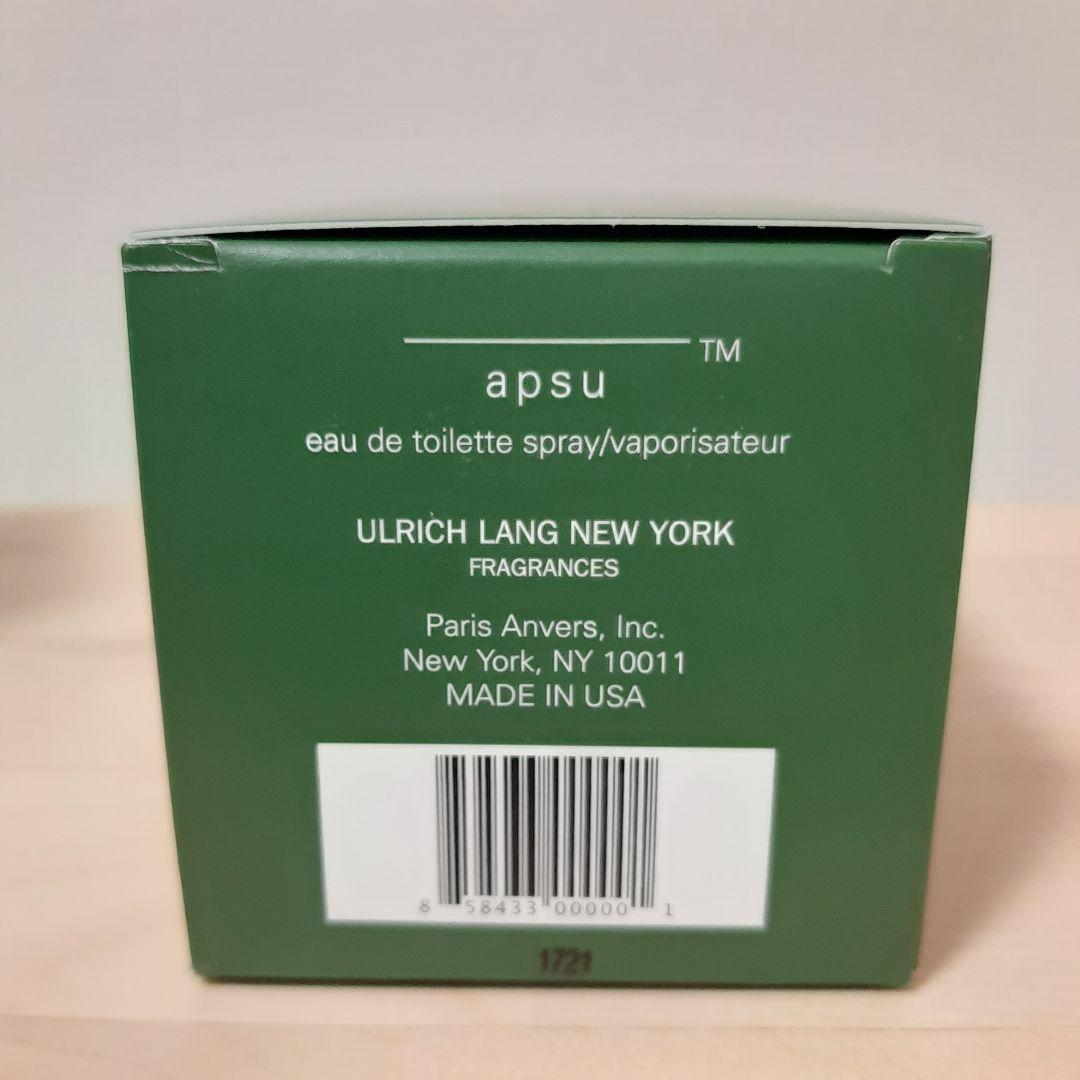 TM
apsu
eau de toilette spray/vaporisateur
ULRICH LANG NEW YORK
FRAGRANCES
Paris Anvers, Inc.
New York, NY 10011
MADE IN USA
8 58433 00000 1
1721